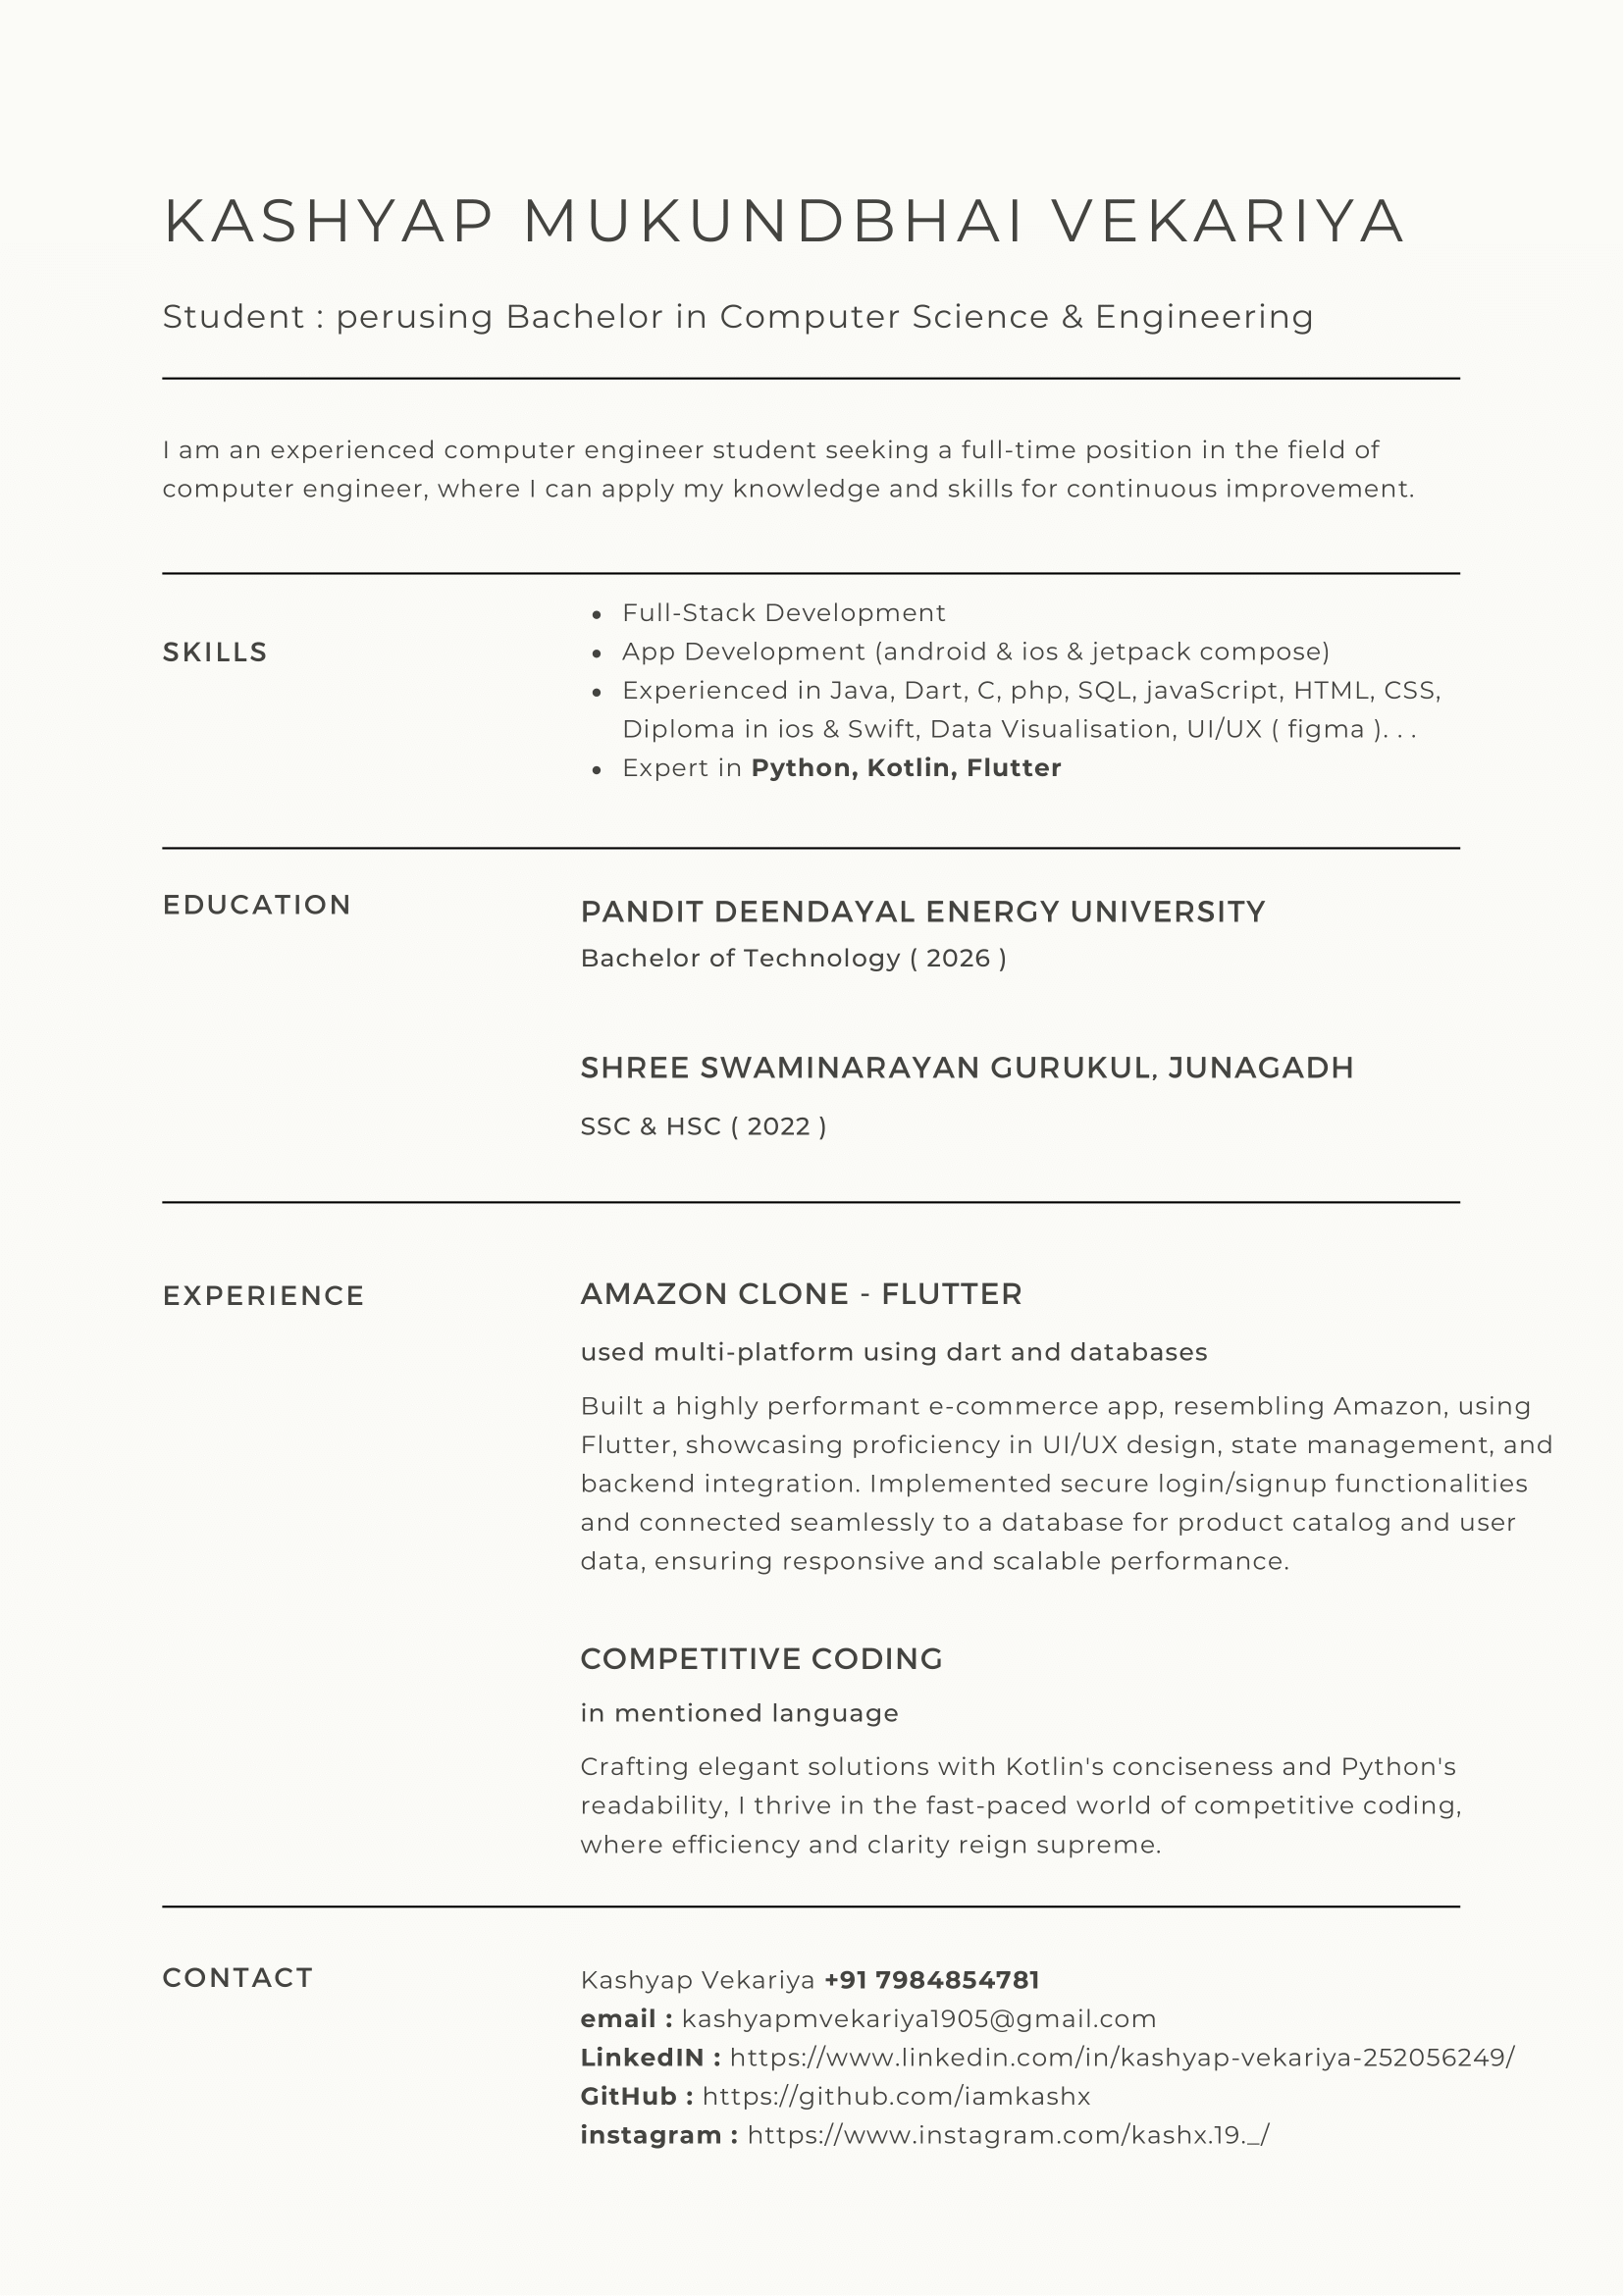 KASHYAP MUKUNDBHAI VEKARIYA
Student : perusing Bachelor in Computer Science & Engineering
I am an experienced computer engineer student seeking a full-time position in the field of
computer engineer, where I can apply my knowledge and skills for continuous improvement.
SKILLS
• Full-Stack Development
• App Development (android & ios & jetpack compose)
• Experienced in Java, Dart, C, php, SQL, javaScript, HTML, CSS,
Diploma in ios & Swift, Data Visualisation, UI/UX ( figma ). . .
• Expert in Python, Kotlin, Flutter
EDUCATION
PANDIT DEENDAYAL ENERGY UNIVERSITY
Bachelor of Technology ( 2026 )
SHREE SWAMINARAYAN GURUKUL, JUNAGADH
SSC & HSC ( 2022 )
EXPERIENCE
AMAZON CLONE - FLUTTER
used multi-platform using dart and databases
Built a highly performant e-commerce app, resembling Amazon, using
Flutter, showcasing proficiency in UI/UX design, state management, and
backend integration. Implemented secure login/signup functionalities
and connected seamlessly to a database for product catalog and user
data, ensuring responsive and scalable performance.
COMPETITIVE CODING
in mentioned language
Crafting elegant solutions with Kotlin's conciseness and Python's
readability, I thrive in the fast-paced world of competitive coding,
where efficiency and clarity reign supreme.
CONTACT
Kashyap Vekariya +91 7984854781
email : kashyapmvekariya1905@gmail.com
LinkedIN : https://www.linkedin.com/in/kashyap-vekariya-252056249/
GitHub : https://github.com/iamkashx
instagram : https://www.instagram.com/kashx.19._/